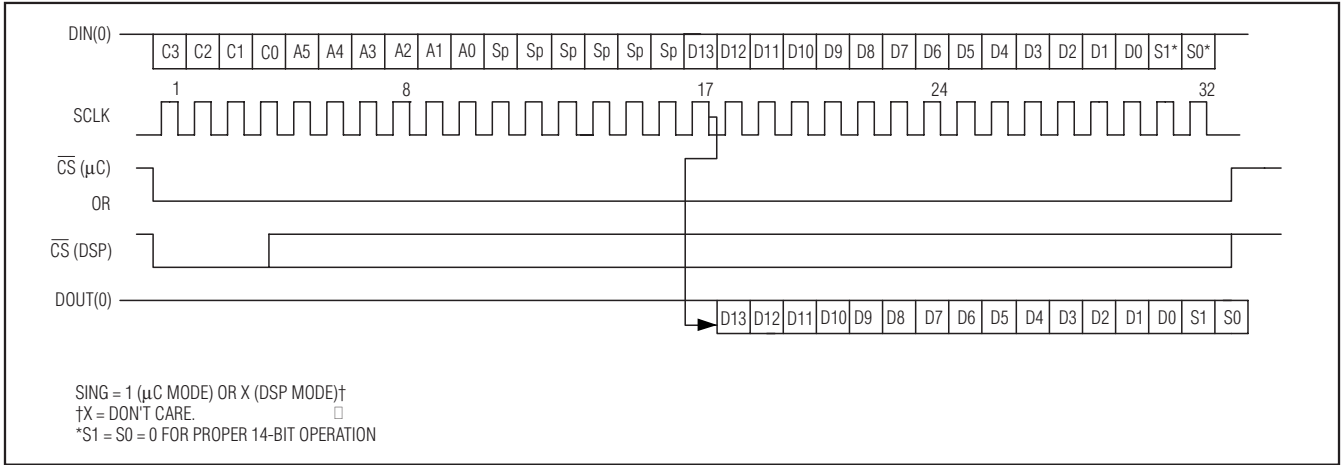 DIN(0) C3 C2 C1 C0 A5 A4 A3 A2 A1 A0 Sp Sp Sp Sp Sp Sp D13 D12 D11 D10 D9 D8 D7 D6 D5 D4 D3 D2 D1 D0 S1* S0*
1 8 17 24 32
SCLK
CS (μC)
OR
CS (DSP)
DOUT(0)
D13 D12 D11 D10 D9 D8 D7 D6 D5 D4 D3 D2 D1 D0 S1 S0
SING = 1 (μC MODE) OR X (DSP MODE)†
†X = DON'T CARE.
*S1 = S0 = 0 FOR PROPER 14-BIT OPERATION